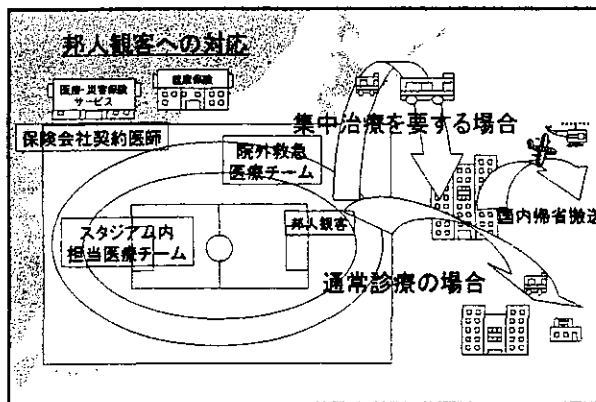 邦人観客への対応
医療・災害保険
サービス
健康保険
保険会社契約医師
集中治療を要する場合
院外救急
医療チーム
邦人観客
国内帰省搬送
スタジアム内
担当医療チーム
通常診療の場合